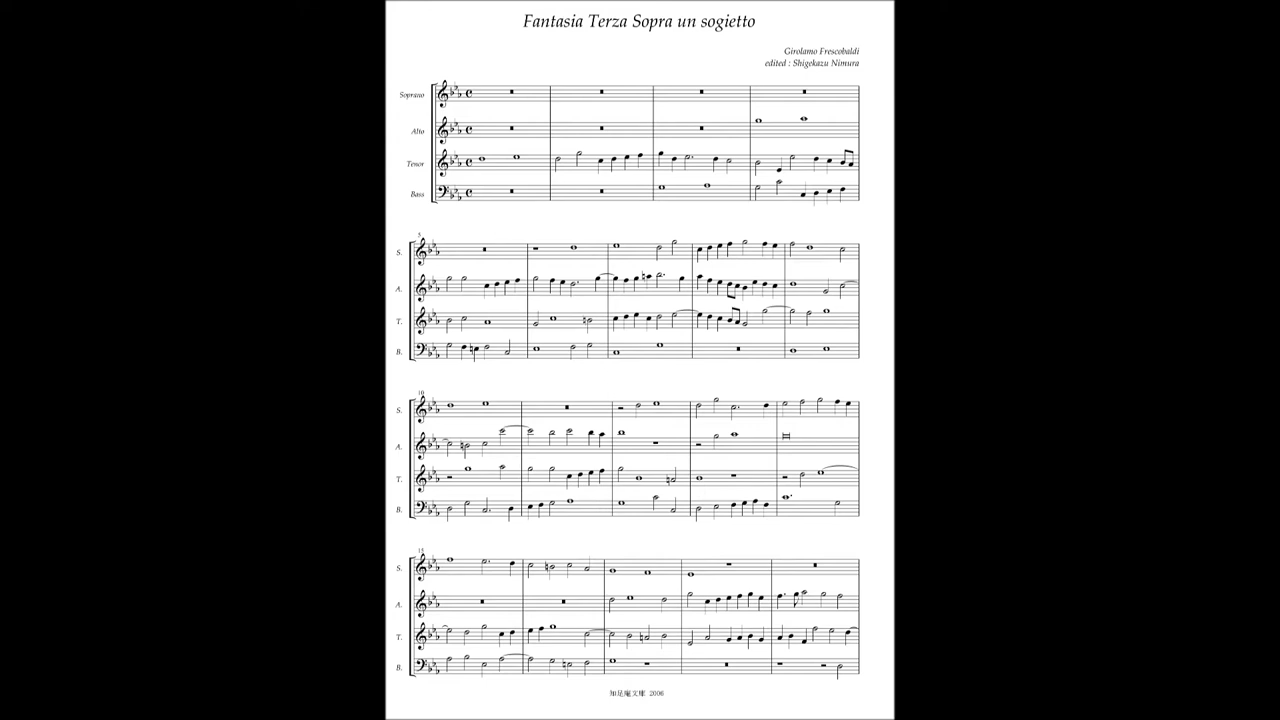 Fantasia Terza Sopra un sogietto
Girolamo Frescobaldi
edited : Shigekazu Nimura
Soprano
Alto
Tenor
Bass
5
S.
A.
T.
B.
10
S.
A.
T.
B.
15
S.
A.
T.
B.
知足庵文庫 2006